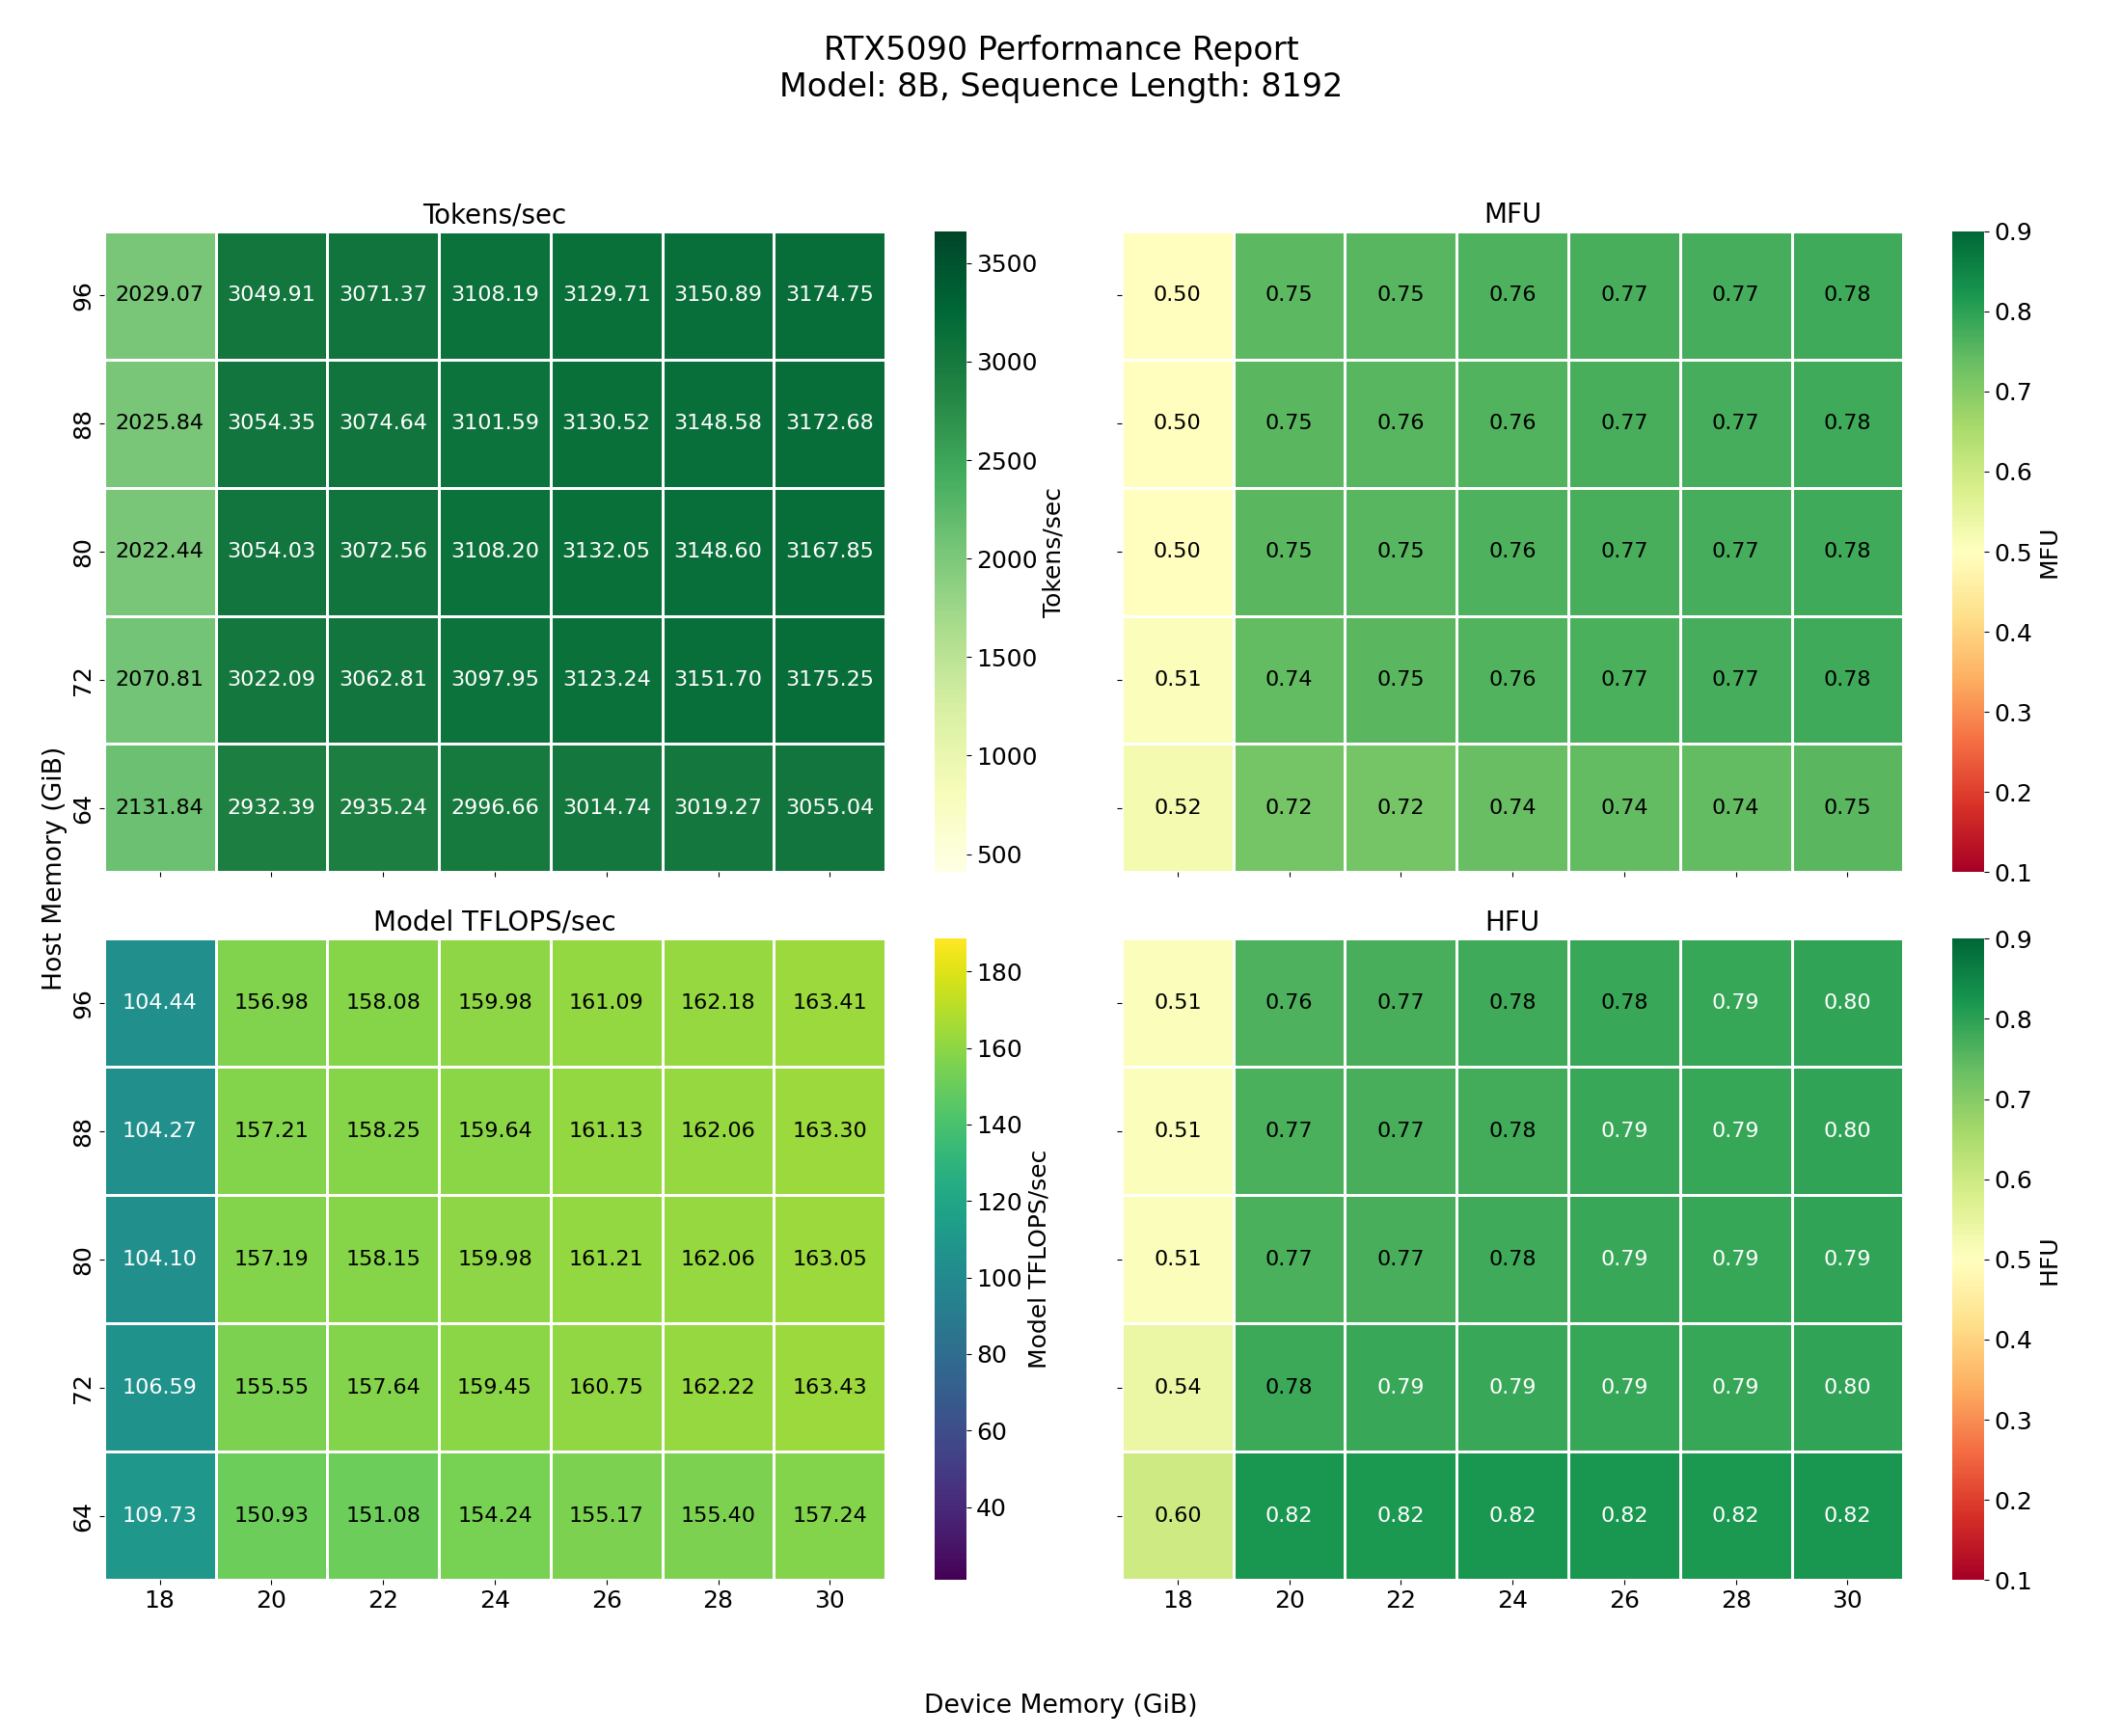 RTX5090 Performance Report
Model: 8B, Sequence Length: 8192
Tokens/sec
96 2029.07 3049.91 3071.37 3108.19 3129.71 3150.89 3174.75
88 2025.84 3054.35 3074.64 3101.59 3130.52 3148.58 3172.68
80 2022.44 3054.03 3072.56 3108.20 3132.05 3148.60 3167.85
72 2070.81 3022.09 3062.81 3097.95 3123.24 3151.70 3175.25
64 2131.84 2932.39 2935.24 2996.66 3014.74 3019.27 3055.04
3500
3000
2500
2000
1500
1000
500
Tokens/sec
MFU
0.50 0.75 0.75 0.76 0.77 0.77 0.78
0.50 0.75 0.76 0.76 0.77 0.77 0.78
0.50 0.75 0.75 0.76 0.77 0.77 0.78
0.51 0.74 0.75 0.76 0.77 0.77 0.78
0.52 0.72 0.72 0.74 0.74 0.74 0.75
0.9
0.8
0.7
0.6
0.5
0.4
0.3
0.2
0.1
MFU
Host Memory (GiB)
Model TFLOPS/sec
96 104.44 156.98 158.08 159.98 161.09 162.18 163.41
88 104.27 157.21 158.25 159.64 161.13 162.06 163.30
80 104.10 157.19 158.15 159.98 161.21 162.06 163.05
72 106.59 155.55 157.64 159.45 160.75 162.22 163.43
64 109.73 150.93 151.08 154.24 155.17 155.40 157.24
18 20 22 24 26 28 30
180
160
140
120
100
80
60
40
Model TFLOPS/sec
HFU
0.51 0.76 0.77 0.78 0.78 0.79 0.80
0.51 0.77 0.77 0.78 0.79 0.79 0.80
0.51 0.77 0.77 0.78 0.79 0.79 0.79
0.54 0.78 0.79 0.79 0.79 0.79 0.80
0.60 0.82 0.82 0.82 0.82 0.82 0.82
18 20 22 24 26 28 30
0.9
0.8
0.7
0.6
0.5
0.4
0.3
0.2
0.1
HFU
Device Memory (GiB)